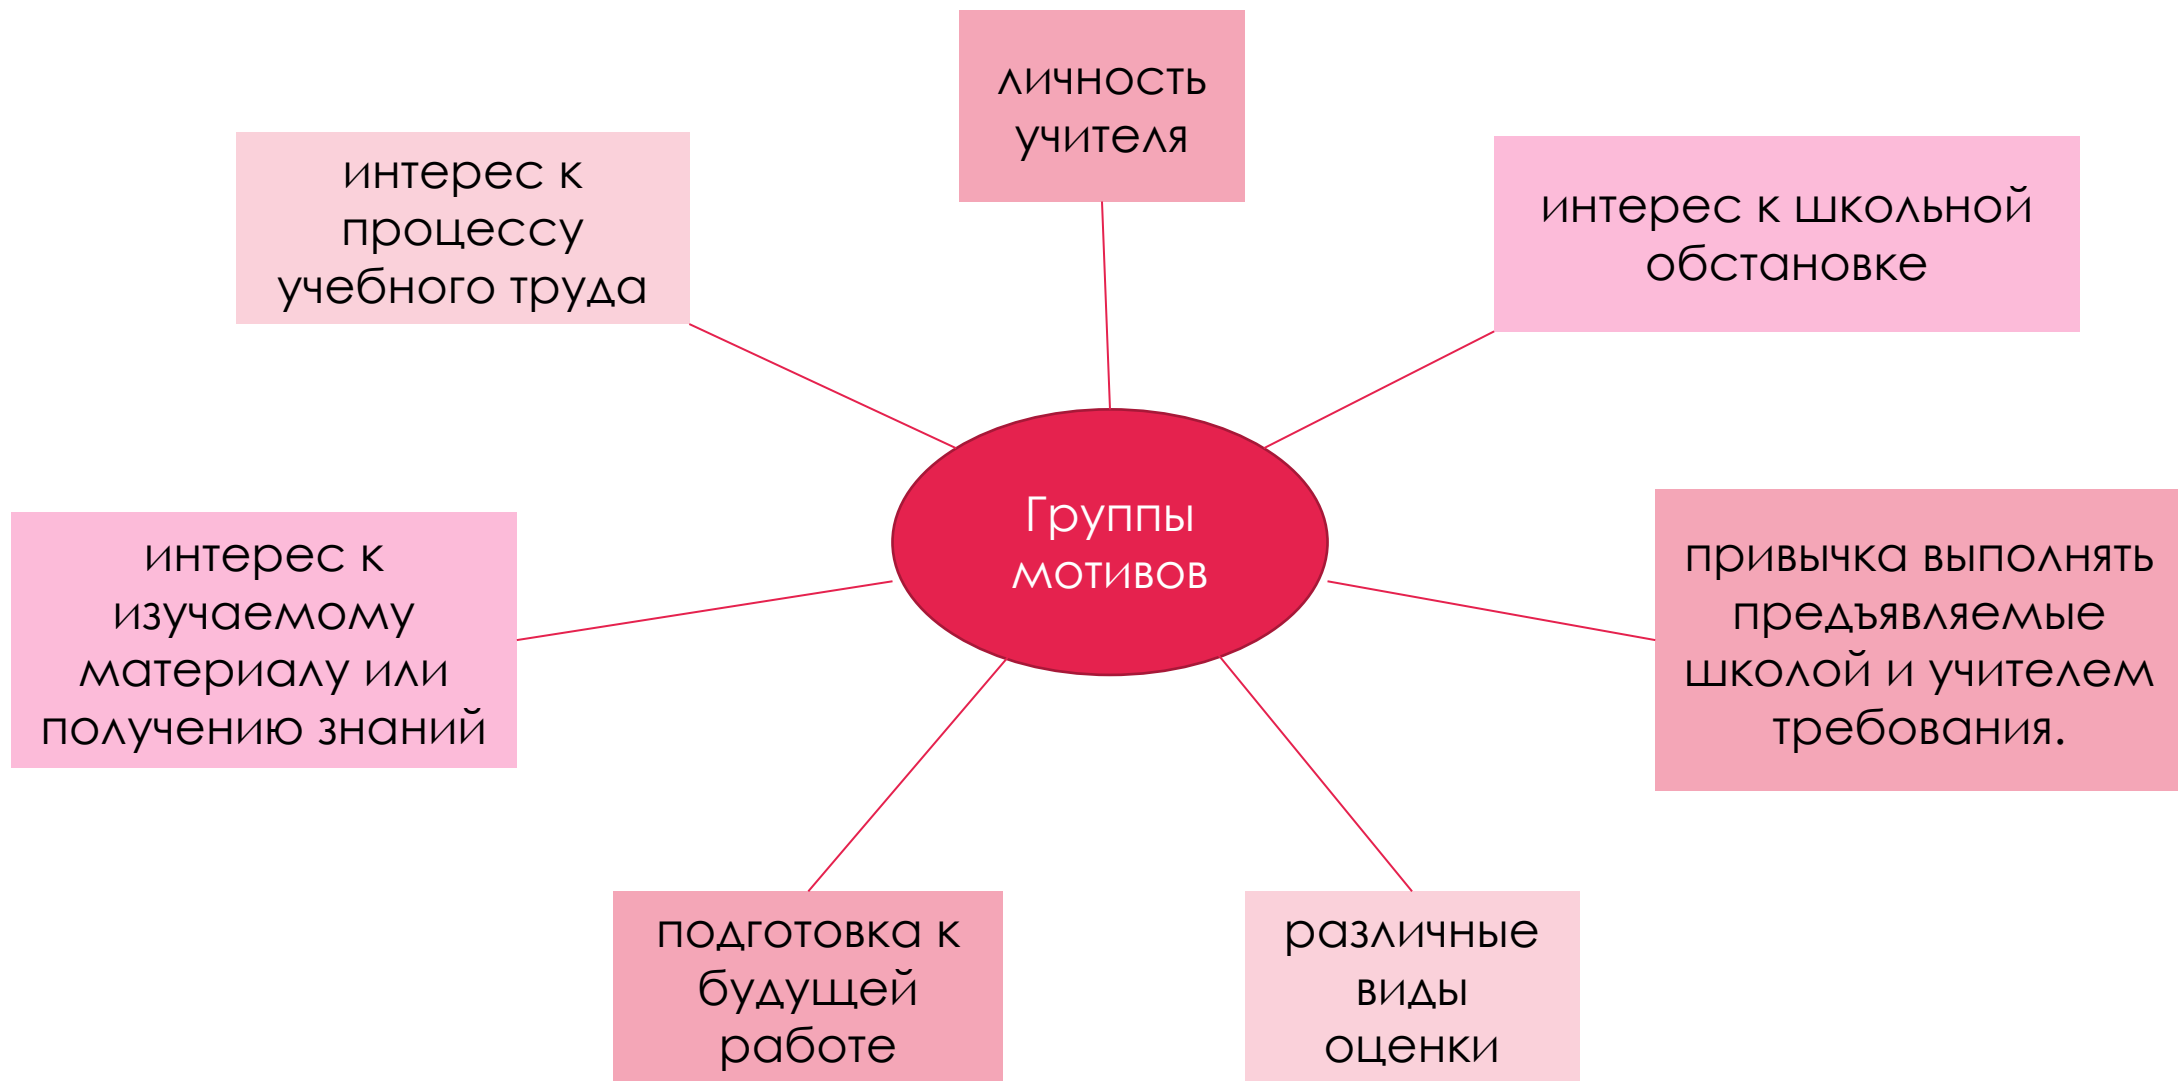 личность
учителя
интерес к
процессу
учебного труда
интерес к школьной
обстановке
Группы
мотивов
интерес к
изучаемому
материалу или
получению знаний
привычка выполнять
предъявляемые
школой и учителем
требования.
подготовка к
будущей
работе
различные
виды
оценки